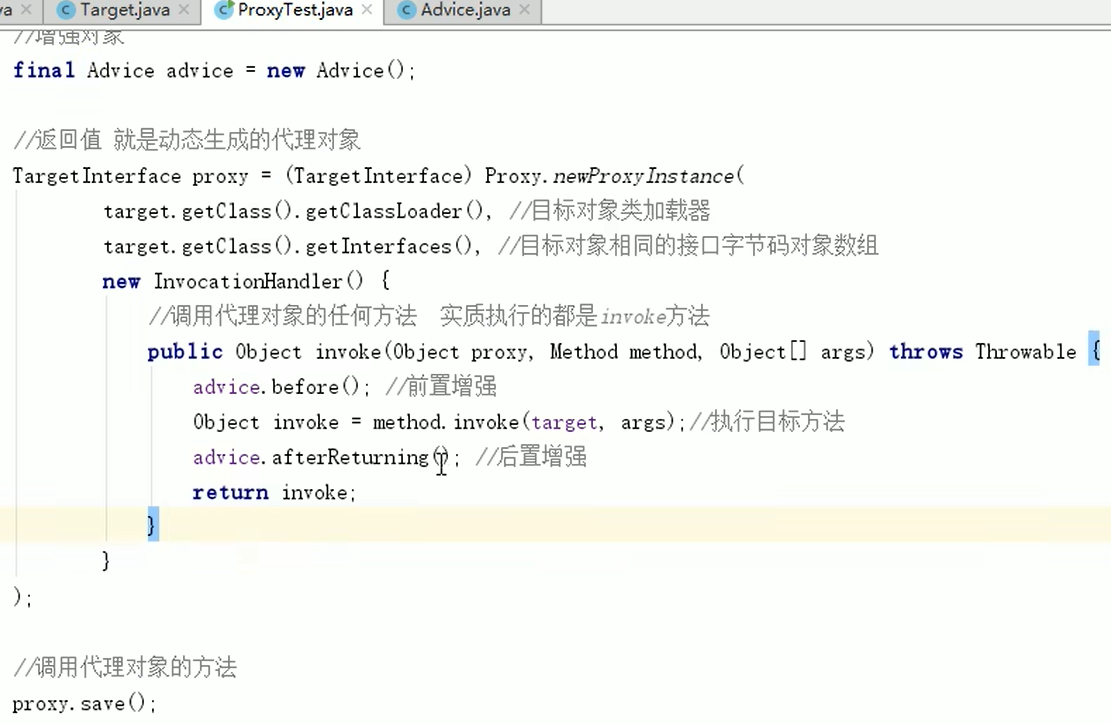 va Target.java ProxyTest.java Advice.java
//增强对象
final Advice advice = new Advice();
//返回值 就是动态生成的代理对象
TargetInterface proxy = (TargetInterface) Proxy.newProxyInstance(
target.getClass().getClassLoader(), //目标对象类加载器
target.getClass().getInterfaces(), //目标对象相同的接口字节码对象数组
new InvocationHandler() {
//调用代理对象的任何方法 实质执行的都是invoke方法
public Object invoke(Object proxy, Method method, Object[] args) throws Throwable {
advice.before(); //前置增强
Object invoke = method.invoke(target, args);//执行目标方法
advice.afterReturning(); //后置增强
return invoke;
}
}
);
//调用代理对象的方法
proxy.save();